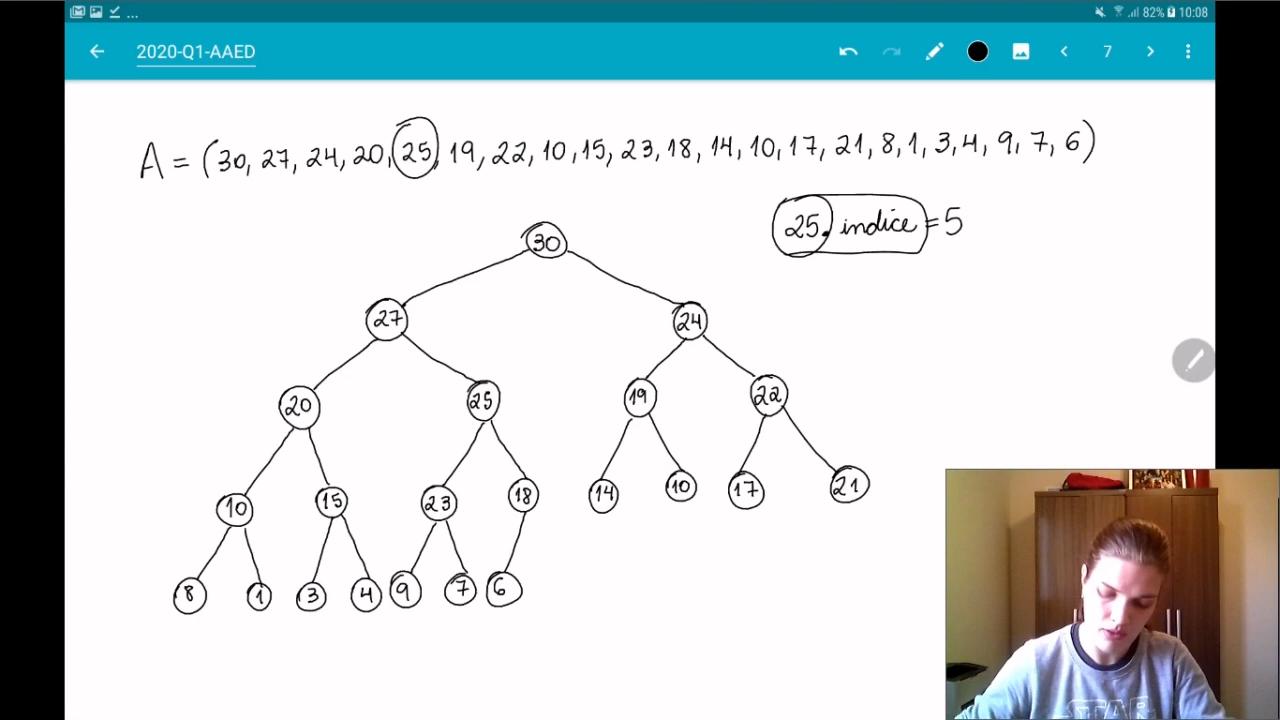 ... 82% 10:08
2020-Q1-AAED 7
A = (30, 27, 24, 20, 25, 19, 22, 10, 15, 23, 18, 14, 10, 17, 21, 8, 1, 3, 4, 9, 7, 6)
25. indice = 5
30
27 24
20 25 19 22
10 15 23 18 14 10 17 21
8 1 3 4 9 7 6
STAR